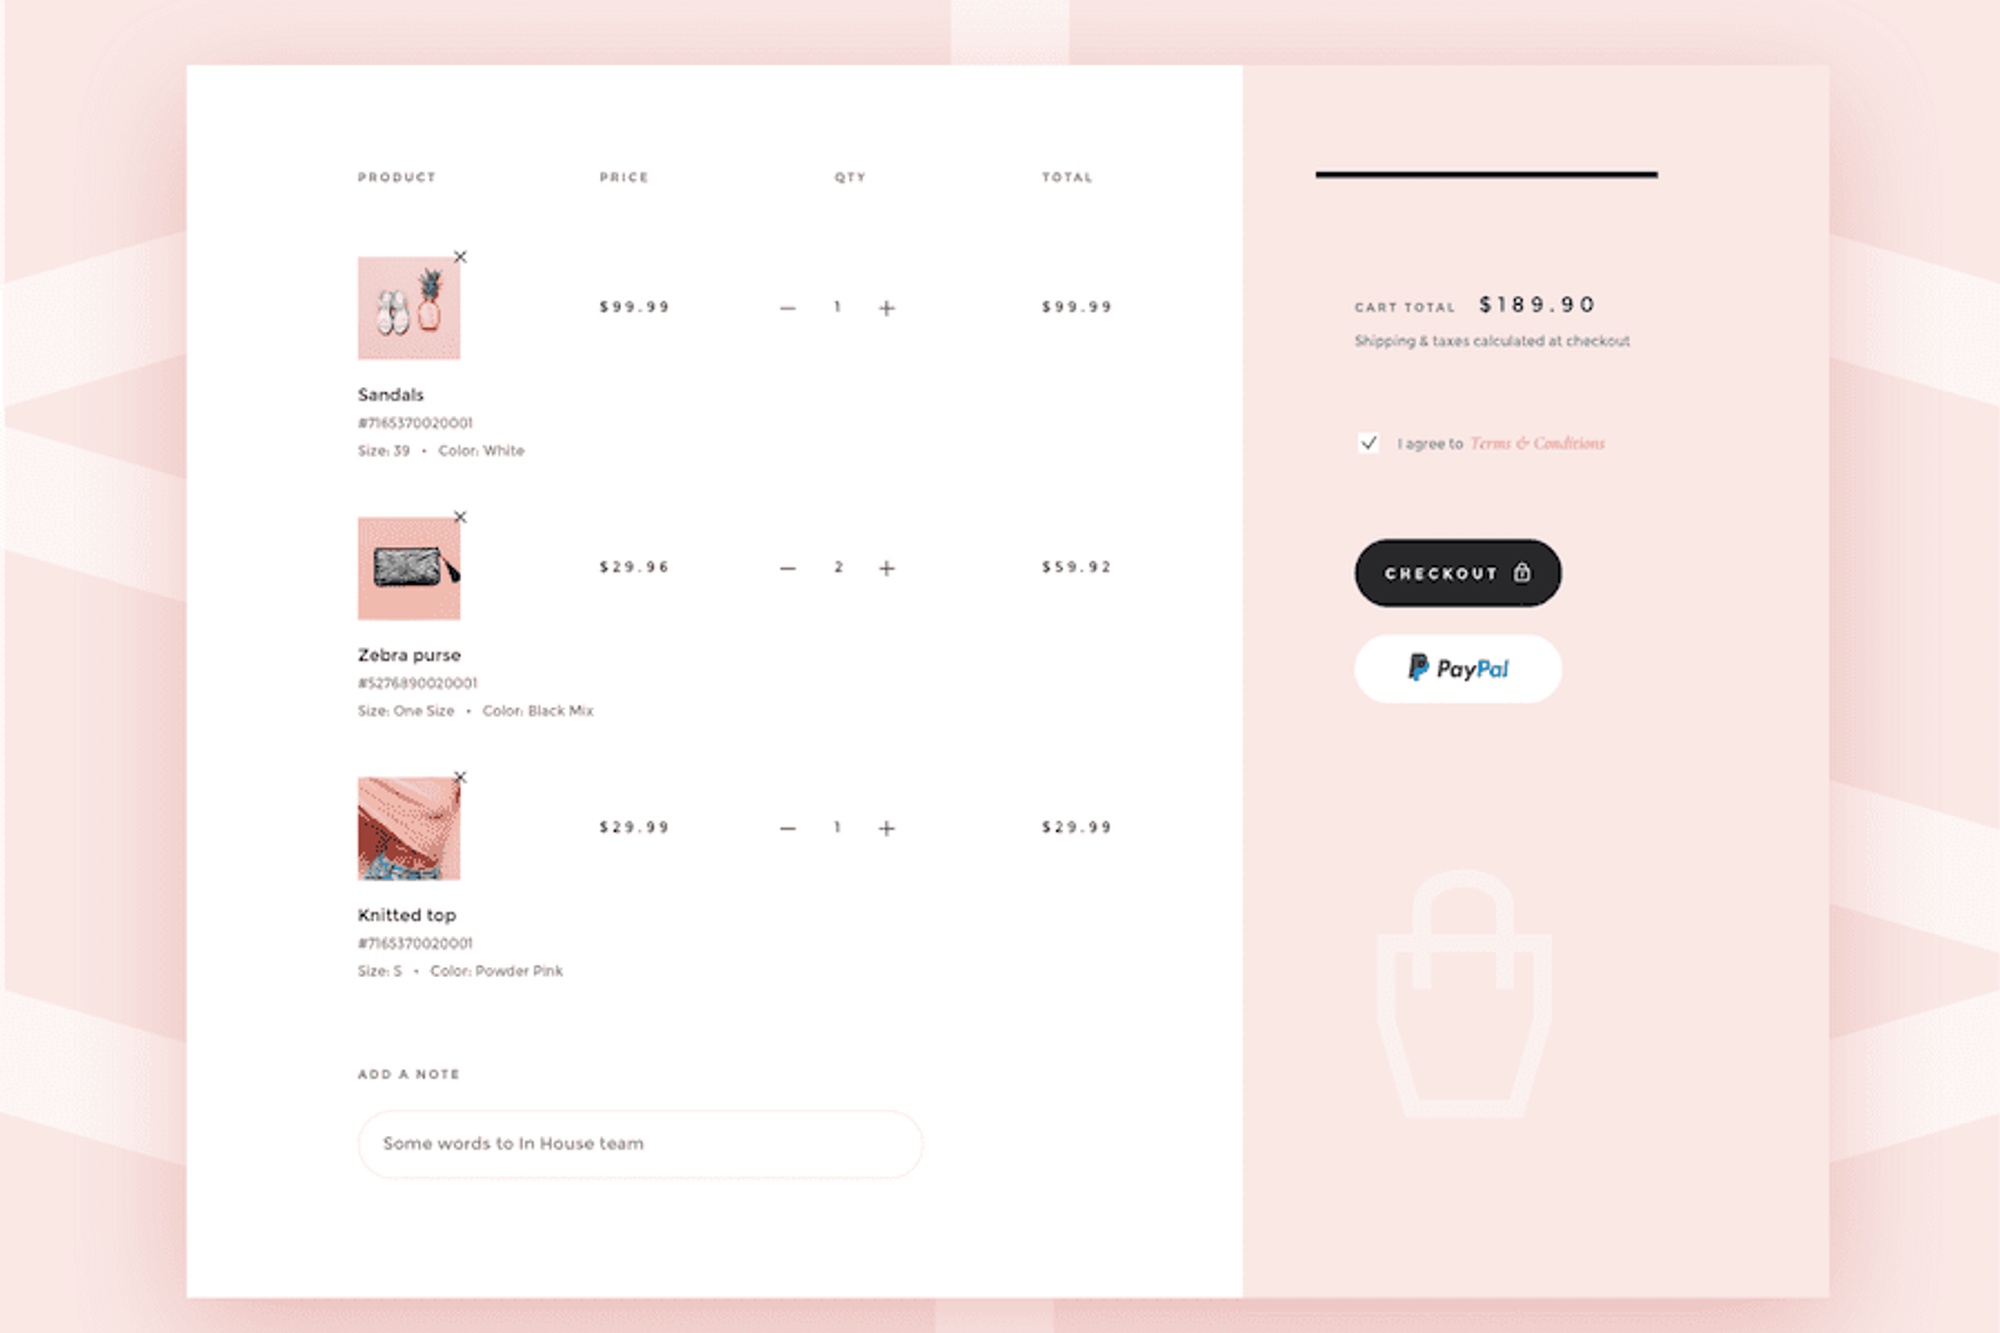 PRODUCT PRICE QTY TOTAL
$99.99 — 1 + $99.99
Sandals
#7165370020001
Size: 39 • Color: White
$29.96 — 2 + $59.92
Zebra purse
#5276890020001
Size: One Size • Color: Black Mix
$29.99 — 1 + $29.99
Knitted top
#7165370020001
Size: S • Color: Powder Pink
ADD A NOTE
Some words to In House team
CART TOTAL $189.90
Shipping & taxes calculated at checkout
I agree to Terms & Conditions
CHECKOUT
PayPal